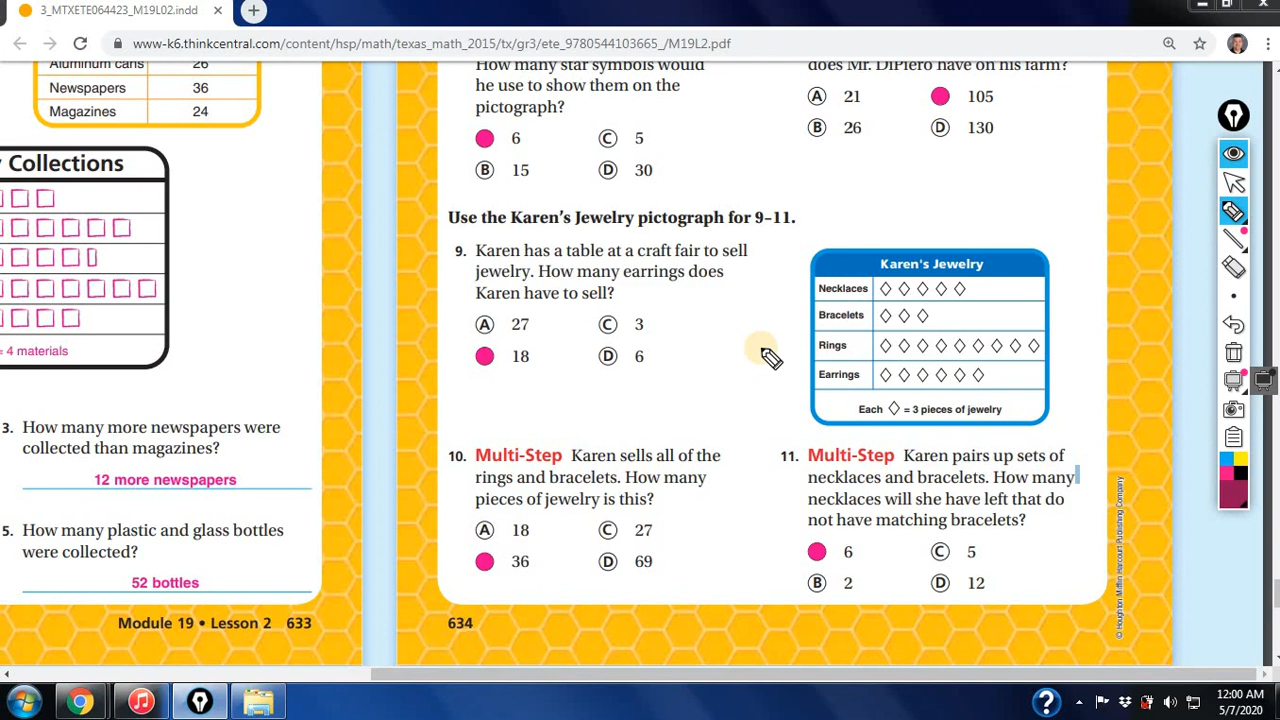 3_MTXETE064423_M19L02.indd
www-k6.thinkcentral.com/content/hsp/math/texas_math_2015/tx/gr3/ete_9780544103665_/M19L2.pdf
Aluminum cans 26
Newspapers 36
Magazines 24
Collections
= 4 materials
3. How many more newspapers were
collected than magazines?
12 more newspapers
5. How many plastic and glass bottles
were collected?
52 bottles
Module 19 • Lesson 2 633
How many star symbols would
he use to show them on the
pictograph?
6 C 5
B 15 D 30
does Mr. DiPiero have on his farm?
A 21 105
B 26 D 130
Use the Karen's Jewelry pictograph for 9–11.
9. Karen has a table at a craft fair to sell
jewelry. How many earrings does
Karen have to sell?
A 27 C 3
18 D 6
Karen's Jewelry
Necklaces
Bracelets
Rings
Earrings
Each ◇ = 3 pieces of jewelry
10. Multi-Step Karen sells all of the
rings and bracelets. How many
pieces of jewelry is this?
A 18 C 27
36 D 69
11. Multi-Step Karen pairs up sets of
necklaces and bracelets. How many
necklaces will she have left that do
not have matching bracelets?
6 C 5
B 2 D 12
634
© Houghton Mifflin Harcourt Publishing Company
12:00 AM
5/7/2020